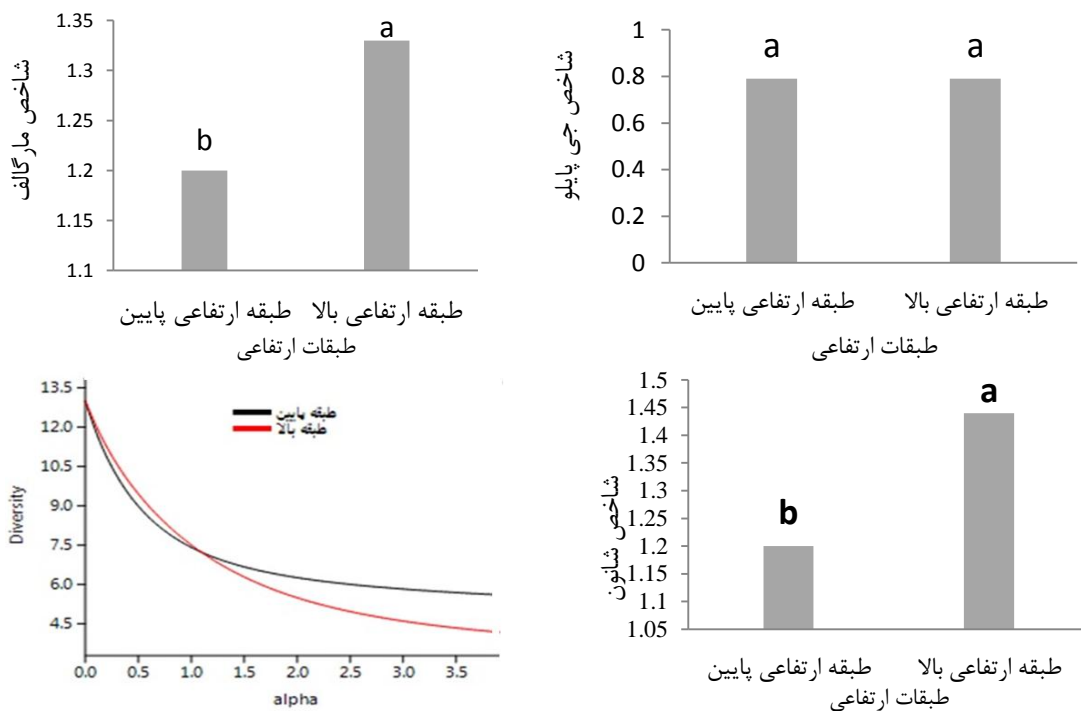 شاخص مارگالف
1.35
1.3
1.25
1.2
1.15
1.1
a
b
طبقه ارتفاعی پایین
طبقه ارتفاعی بالا
طبقات ارتفاعی
شاخص جی پایلو
1
0.8
0.6
0.4
0.2
0
a
a
طبقه ارتفاعی پایین
طبقه ارتفاعی بالا
طبقات ارتفاعی
Diversity
13.5
12.0
10.5
9.0
7.5
6.0
4.5
طبقه پایین
طبقه بالا
0.0 0.5 1.0 1.5 2.0 2.5 3.0 3.5
alpha
شاخص شانون
1.5
1.45
1.4
1.35
1.3
1.25
1.2
1.15
1.1
1.05
a
b
طبقه ارتفاعی پایین
طبقه ارتفاعی بالا
طبقات ارتفاعی